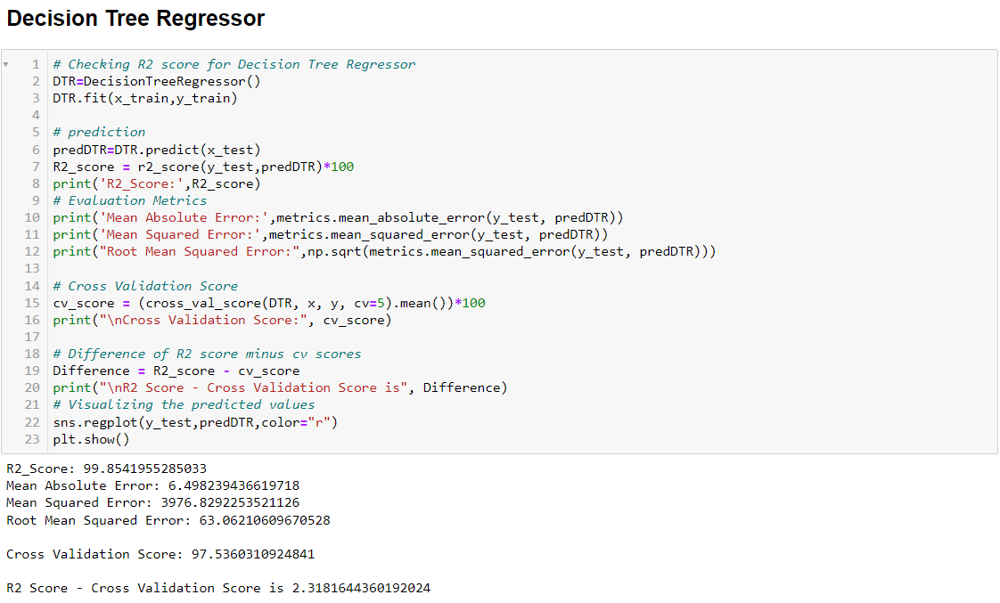 Decision Tree Regressor
1 # Checking R2 score for Decision Tree Regressor
2 DTR=DecisionTreeRegressor()
3 DTR.fit(x_train,y_train)
4
5 # prediction
6 predDTR=DTR.predict(x_test)
7 R2_score = r2_score(y_test,predDTR)*100
8 print('R2_Score:',R2_score)
9 # Evaluation Metrics
10 print('Mean Absolute Error:',metrics.mean_absolute_error(y_test, predDTR))
11 print('Mean Squared Error:',metrics.mean_squared_error(y_test, predDTR))
12 print("Root Mean Squared Error:",np.sqrt(metrics.mean_squared_error(y_test, predDTR)))
13
14 # Cross Validation Score
15 cv_score = (cross_val_score(DTR, x, y, cv=5).mean())*100
16 print("\nCross Validation Score:", cv_score)
17
18 # Difference of R2 score minus cv scores
19 Difference = R2_score - cv_score
20 print("\nR2 Score - Cross Validation Score is", Difference)
21 # Visualizing the predicted values
22 sns.regplot(y_test,predDTR,color="r")
23 plt.show()
R2_Score: 99.8541955285033
Mean Absolute Error: 6.498239436619718
Mean Squared Error: 3976.8292253521126
Root Mean Squared Error: 63.06210609670528
Cross Validation Score: 97.5360310924841
R2 Score - Cross Validation Score is 2.3181644360192024